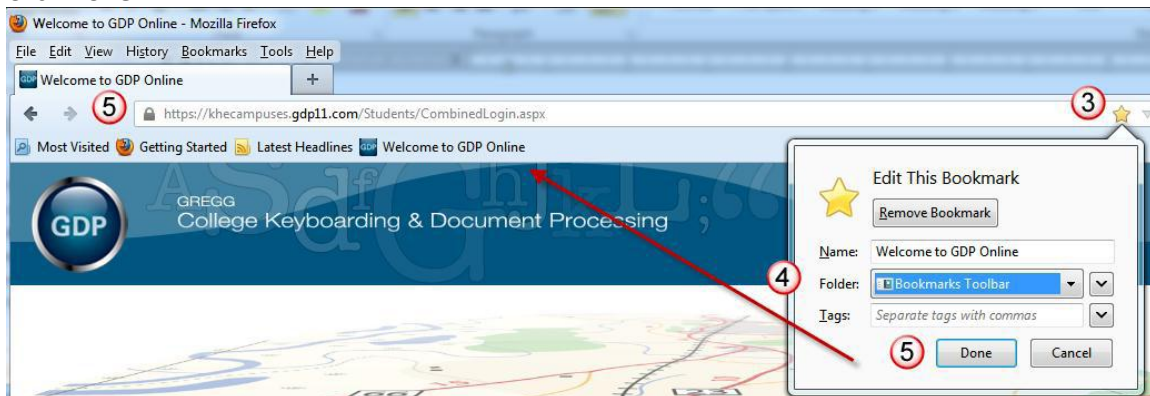 Welcome to GDP Online - Mozilla Firefox
File Edit View History Bookmarks Tools Help
GDP Welcome to GDP Online +
5 https://khecampuses.gdp11.com/Students/CombinedLogin.aspx 3
Most Visited Getting Started Latest Headlines GDP Welcome to GDP Online
GDP
GREGG
College Keyboarding & Document Processing
Edit This Bookmark
Remove Bookmark
Name: Welcome to GDP Online
4 Folder: Bookmarks Toolbar
Tags: Separate tags with commas
5 Done Cancel
23